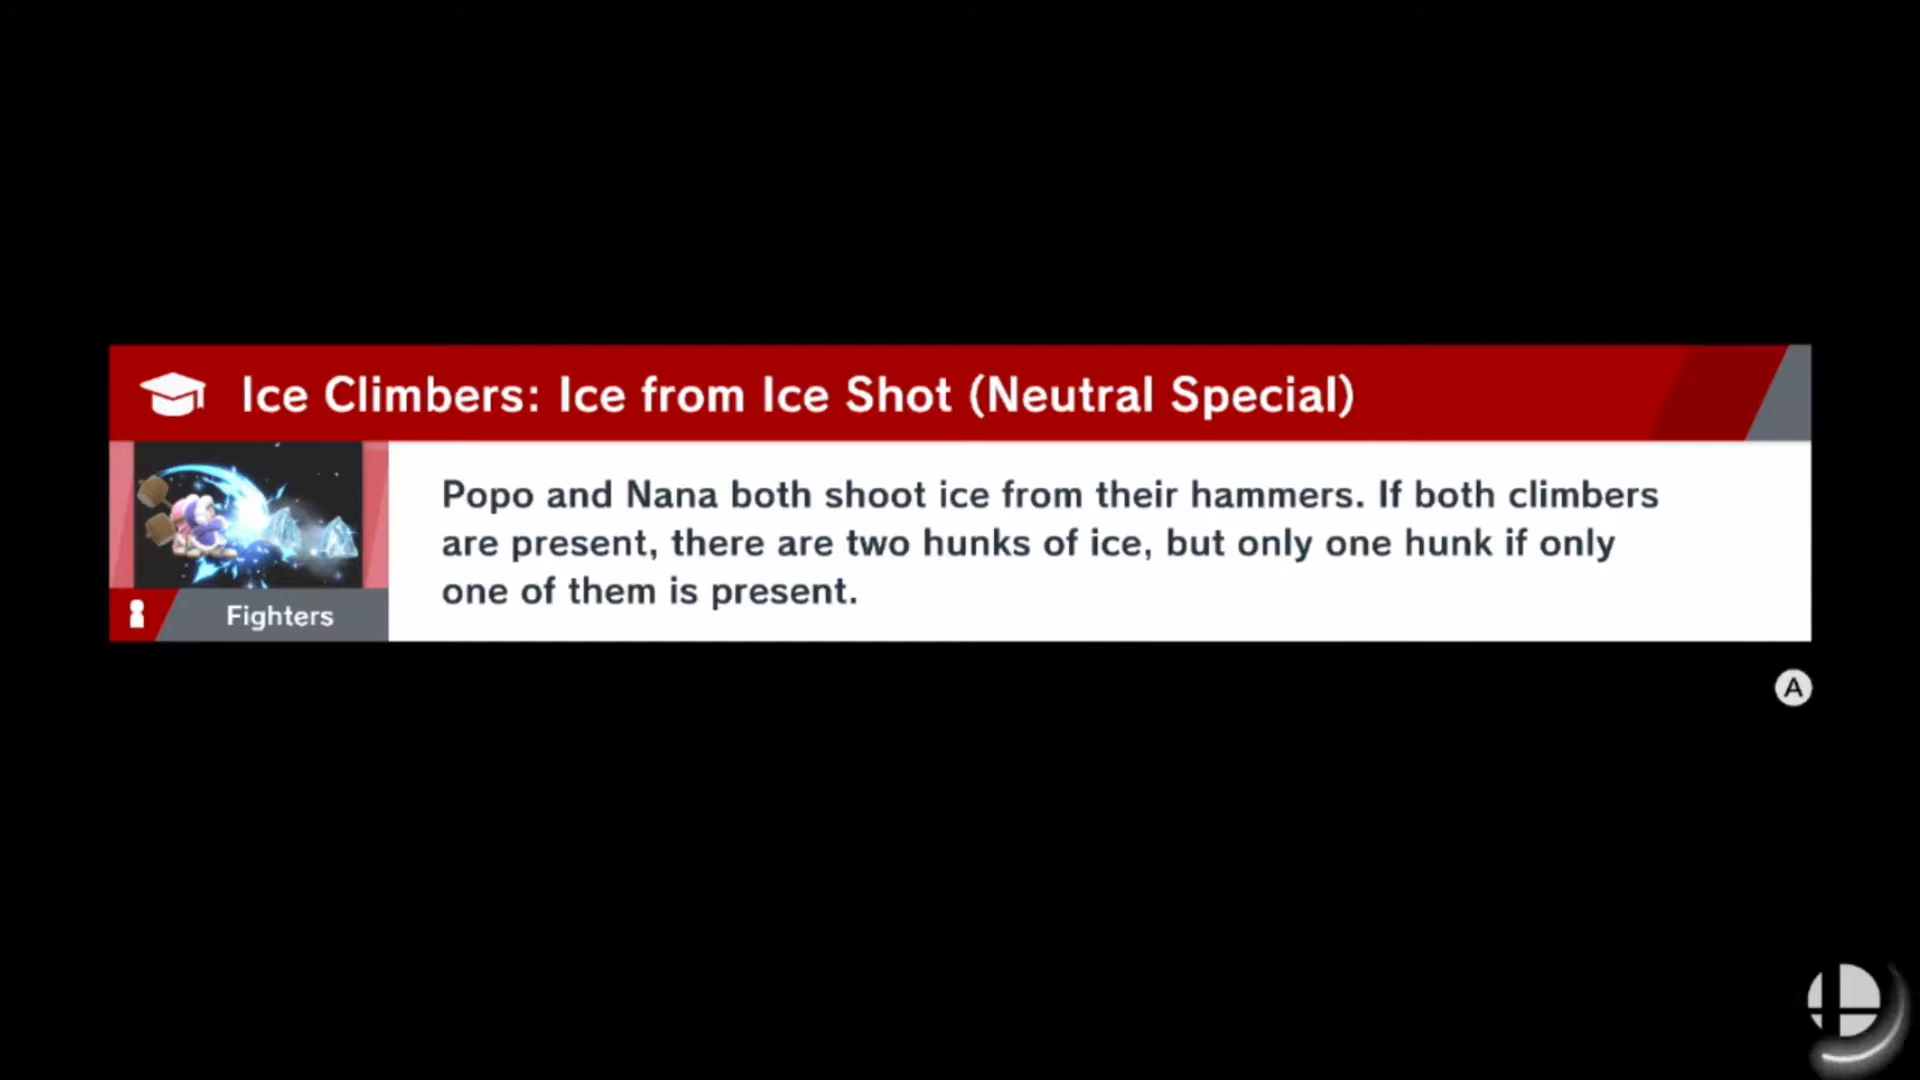 Ice Climbers: Ice from Ice Shot (Neutral Special)
Popo and Nana both shoot ice from their hammers. If both climbers
are present, there are two hunks of ice, but only one hunk if only
one of them is present.
Fighters
A